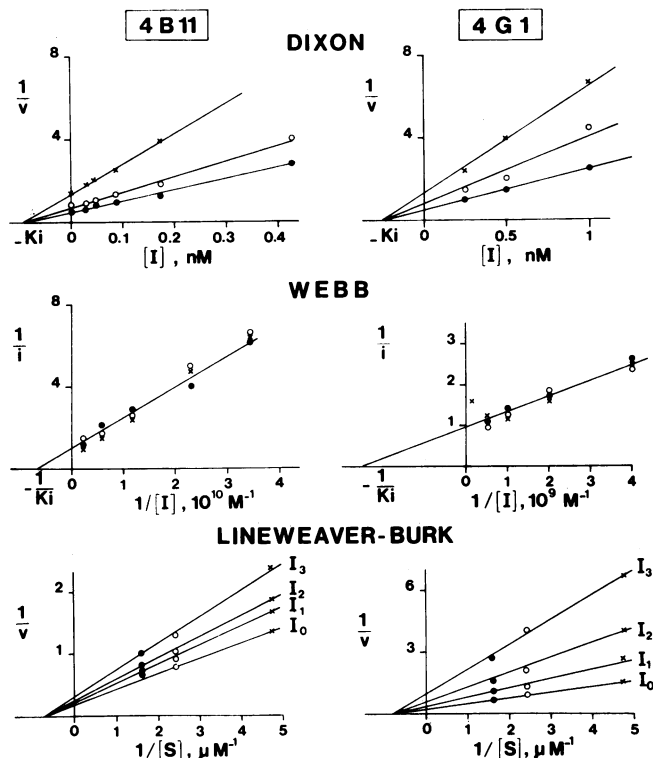 4B11 4G1
DIXON
1/v 8 4 -Ki 0 0.1 0.2 0.3 0.4
[I], nM
1/v 8 4 -Ki 0 0.5 1
[I], nM
WEBB
1/i 8 4 -1/Ki 0 1 2 3 4
1/[I], 10¹⁰ M⁻¹
1/i 3 2 1 -1/Ki 0 1 2 3 4
1/[I], 10⁹ M⁻¹
LINEWEAVER-BURK
1/v 2 1 I₃ I₂ I₁ I₀
0 1 2 3 4 5
1/[S], μM⁻¹
1/v 6 3 I₃ I₂ I₁ I₀
0 1 2 3 4 5
1/[S], μM⁻¹